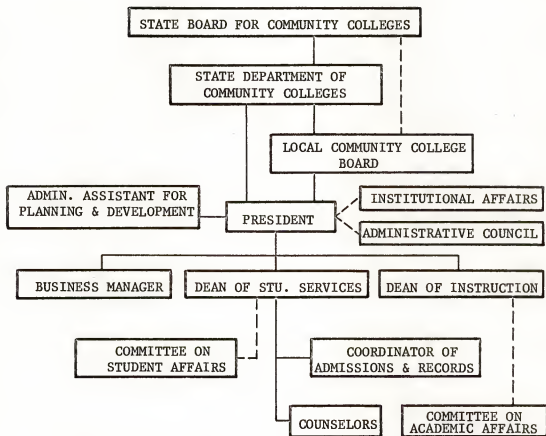 STATE BOARD FOR COMMUNITY COLLEGES
STATE DEPARTMENT OF
COMMUNITY COLLEGES
LOCAL COMMUNITY COLLEGE
BOARD
ADMIN. ASSISTANT FOR
PLANNING & DEVELOPMENT
PRESIDENT
INSTITUTIONAL AFFAIRS
ADMINISTRATIVE COUNCIL
BUSINESS MANAGER
DEAN OF STU. SERVICES
DEAN OF INSTRUCTION
COMMITTEE ON
STUDENT AFFAIRS
COORDINATOR OF
ADMISSIONS & RECORDS
COUNSELORS
COMMITTEE ON
ACADEMIC AFFAIRS